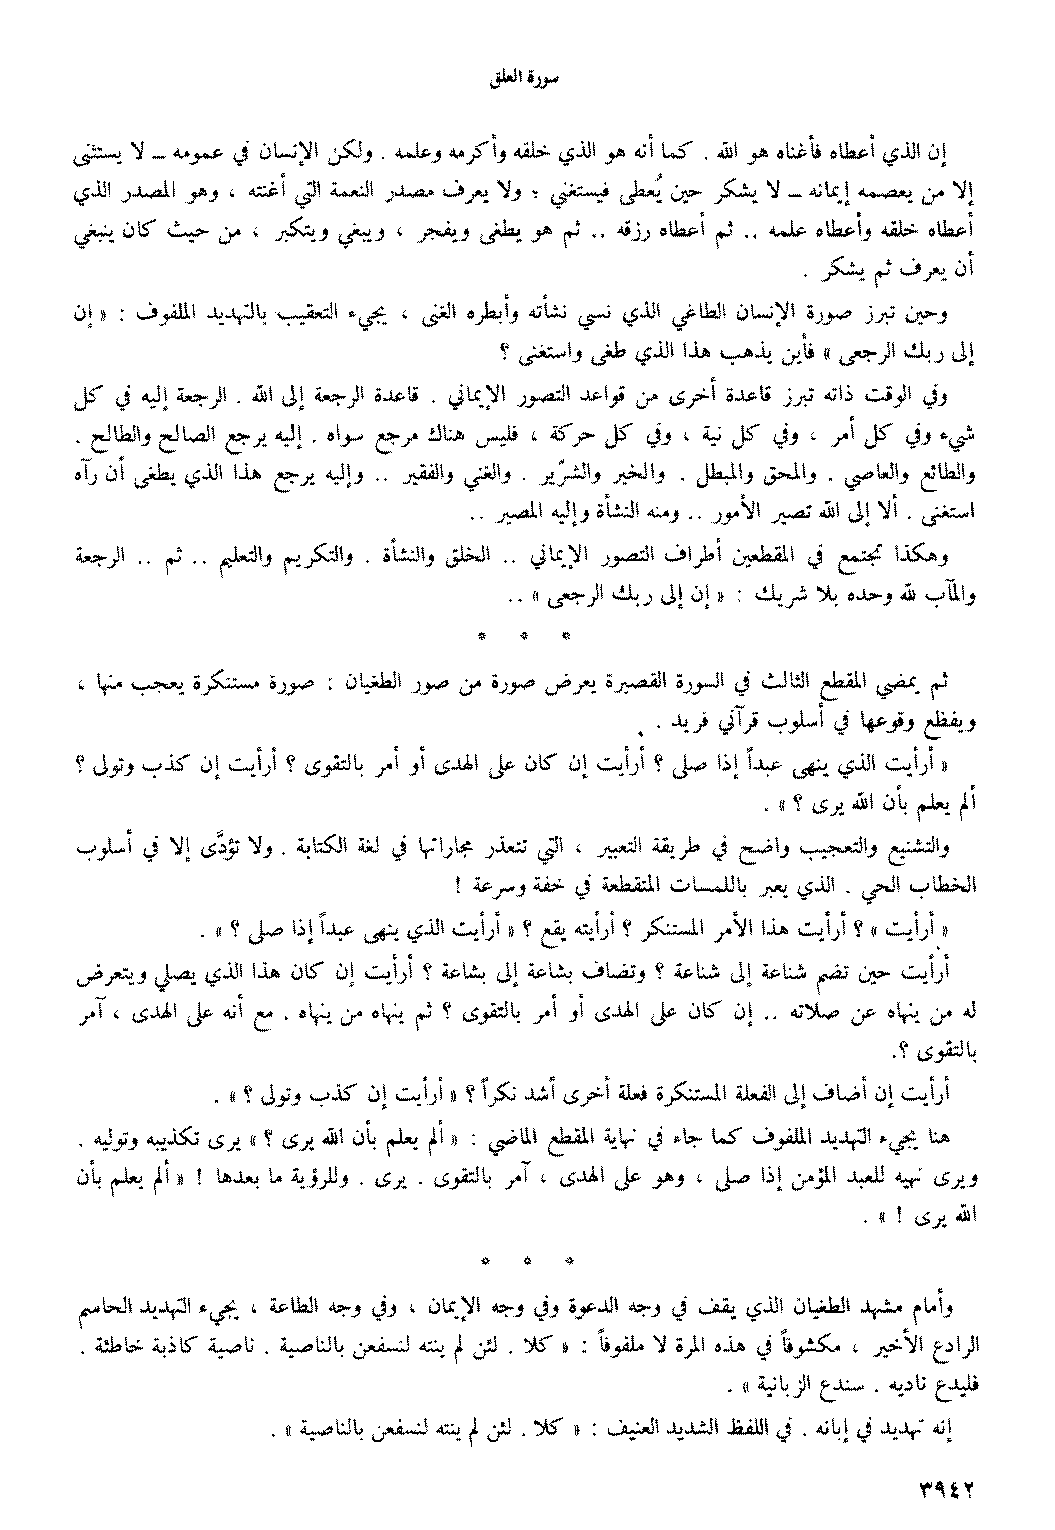 سورة العلق
إن الذي أعطاه فأغناه هو الله . كما أنه هو الذي خلقه وأكرمه وعلمه . ولكن الإنسان في عمومه ــ لا يستثنى
إلا من يعصمه إيمانه ــ لا يشكر حين يُعطى فيستغني ؛ ولا يعرف مصدر النعمة التي أغنته ، وهو المصدر الذي
أعطاه خلقه وأعطاه علمه .. ثم أعطاه رزقه .. ثم هو يطغى ويفجر ، ويبغي ويتكبر ، من حيث كان ينبغي
أن يعرف ثم يشكر .
وحين تبرز صورة الإنسان الطاغي الذي نسي نشأته وأبطره الغنى ، يجيء التعقيب بالتهديد الملفوف : « إن
إلى ربك الرجعى » فأين يذهب هذا الذي طغى واستغنى ؟
وفي الوقت ذاته تبرز قاعدة أخرى من قواعد التصور الإيماني . قاعدة الرجعة إلى الله . الرجعة إليه في كل
شيء وفي كل أمر ، وفي كل نية ، وفي كل حركة ، فليس هناك مرجع سواه . إليه يرجع الصالح والطالح .
والطائع والعاصي . والمحق والمبطل . والخير والشرّير . والغني والفقير .. وإليه يرجع هذا الذي يطغى أن رآه
استغنى . ألا إلى الله تصير الأمور .. ومنه النشأة وإليه المصير ..
وهكذا تجتمع في المقطعين أطراف التصور الإيماني .. الخلق والنشأة . والتكريم والتعليم .. ثم .. الرجعة
والمآب لله وحده بلا شريك : « إن إلى ربك الرجعى » ..
* * *
ثم يمضي المقطع الثالث في السورة القصيرة يعرض صورة من صور الطغيان : صورة مستنكرة يعجب منها ،
ويفظع وقوعها في أسلوب قرآني فريد .
« أرأيت الذي ينهى عبداً إذا صلى ؟ أرأيت إن كان على الهدى أو أمر بالتقوى ؟ أرأيت إن كذب وتولى ؟
ألم يعلم بأن الله يرى ؟ » .
والتشنيع والتعجيب واضح في طريقة التعبير ، التي تتعذر مجاراتها في لغة الكتابة . ولا تؤدَّى إلا في أسلوب
الخطاب الحي . الذي يعبر باللمسات المتقطعة في خفة وسرعة !
« أرأيت » ؟ أرأيت هذا الأمر المستنكر ؟ أرأيته يقع ؟ « أرأيت الذي ينهى عبداً إذا صلى ؟ » .
أرأيت حين تضم شناعة إلى شناعة ؟ وتضاف بشاعة إلى بشاعة ؟ أرأيت إن كان هذا الذي يصلي ويتعرض
له من ينهاه عن صلاته .. إن كان على الهدى أو أمر بالتقوى ؟ ثم ينهاه من ينهاه . مع أنه على الهدى ، آمر
بالتقوى ؟.
أرأيت إن أضاف إلى الفعلة المستنكرة فعلة أخرى أشد نكراً ؟ « أرأيت إن كذب وتولى ؟ » .
هنا يجيء التهديد الملفوف كما جاء في نهاية المقطع الماضي : « ألم يعلم بأن الله يرى ؟ » يرى تكذيبه وتوليه .
ويرى نهيه للعبد المؤمن إذا صلى ، وهو على الهدى ، آمر بالتقوى . يرى . وللرؤية ما بعدها ! « ألم يعلم بأن
الله يرى ! » .
* * *
وأمام مشهد الطغيان الذي يقف في وجه الدعوة وفي وجه الإيمان ، وفي وجه الطاعة ، يجيء التهديد الحاسم
الرادع الأخير ، مكشوفاً في هذه المرة لا ملفوفاً : « كلا . لئن لم ينته لنسفعن بالناصية . ناصية كاذبة خاطئة .
فليدع ناديه . سندع الزبانية » .
إنه تهديد في إبانه . في اللفظ الشديد العنيف : « كلا . لئن لم ينته لنسفعن بالناصية » .
٣٩٤٢